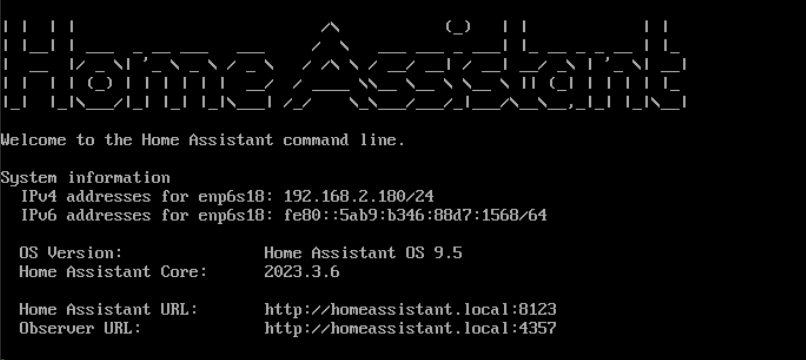 Home Assistant
Welcome to the Home Assistant command line.
System information
IPv4 addresses for enp6s18: 192.168.2.180/24
IPv6 addresses for enp6s18: fe80::5ab9:b346:88d7:1568/64
OS Version: Home Assistant OS 9.5
Home Assistant Core: 2023.3.6
Home Assistant URL: http://homeassistant.local:8123
Observer URL: http://homeassistant.local:4357